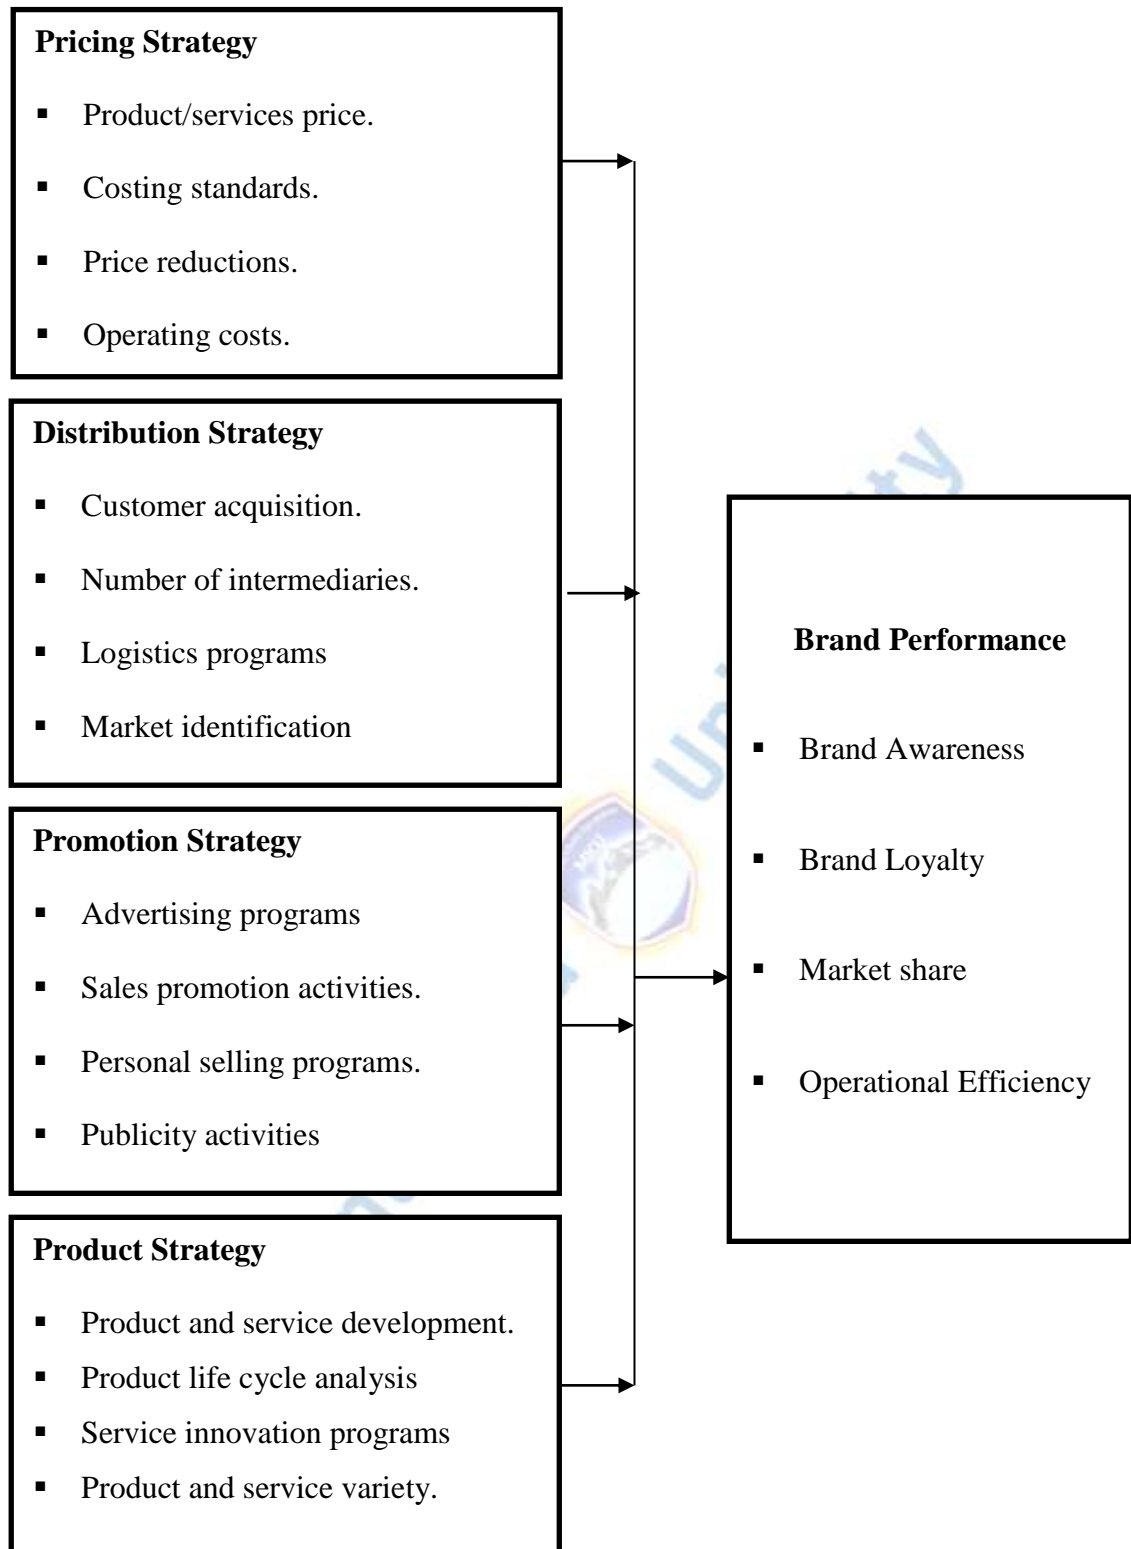 Pricing Strategy
▪ Product/services price.
▪ Costing standards.
▪ Price reductions.
▪ Operating costs.
Distribution Strategy
▪ Customer acquisition.
▪ Number of intermediaries.
▪ Logistics programs
▪ Market identification
Promotion Strategy
▪ Advertising programs
▪ Sales promotion activities.
▪ Personal selling programs.
▪ Publicity activities
Product Strategy
▪ Product and service development.
▪ Product life cycle analysis
▪ Service innovation programs
▪ Product and service variety.
Brand Performance
▪ Brand Awareness
▪ Brand Loyalty
▪ Market share
▪ Operational Efficiency